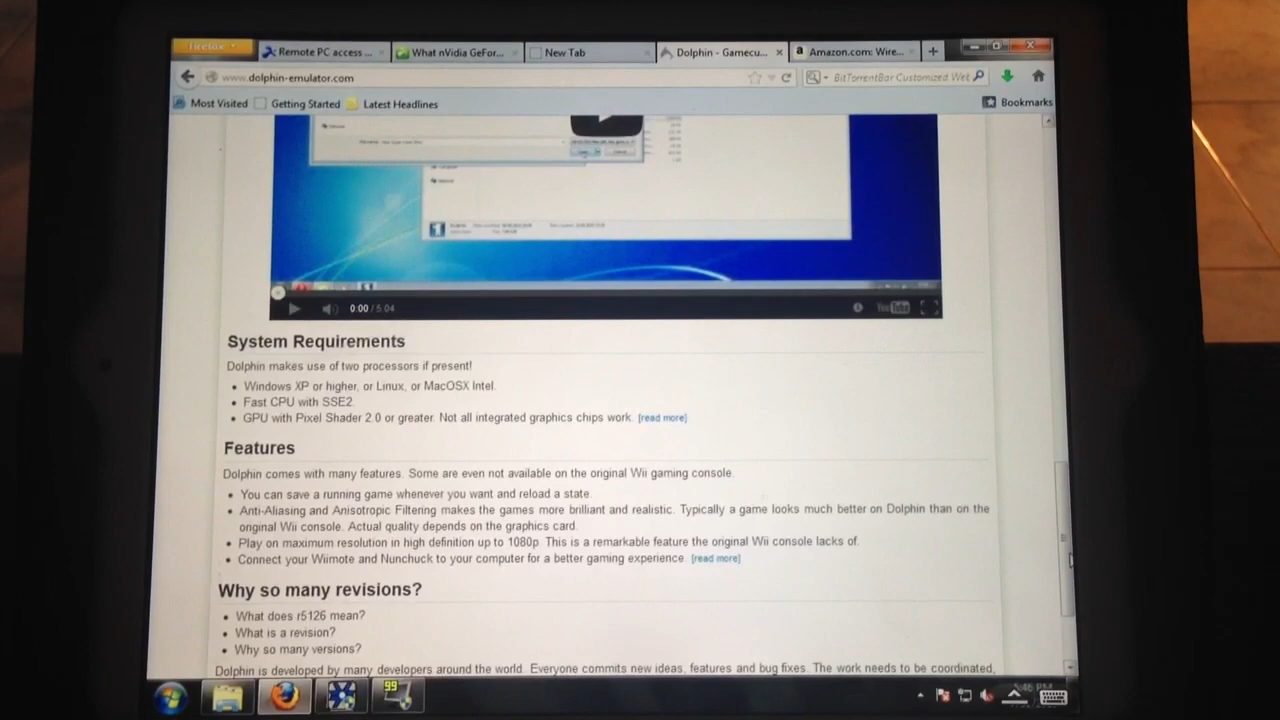 Firefox
Remote PC access ...
What nVidia GeFor...
New Tab
Dolphin - Gamecu...
Amazon.com: Wire...
www.dolphin-emulator.com
BitTorrentBar Customized Wet
Most Visited
Getting Started
Latest Headlines
Bookmarks
0:00 / 5:04
YouTube
System Requirements
Dolphin makes use of two processors if present!
Windows XP or higher, or Linux, or MacOSX Intel.
Fast CPU with SSE2.
GPU with Pixel Shader 2.0 or greater. Not all integrated graphics chips work. [read more]
Features
Dolphin comes with many features. Some are even not available on the original Wii gaming console.
You can save a running game whenever you want and reload a state.
Anti-Aliasing and Anisotropic Filtering makes the games more brilliant and realistic. Typically a game looks much better on Dolphin than on the
original Wii console. Actual quality depends on the graphics card.
Play on maximum resolution in high definition up to 1080p. This is a remarkable feature the original Wii console lacks of.
Connect your Wiimote and Nunchuck to your computer for a better gaming experience. [read more]
Why so many revisions?
What does r5126 mean?
What is a revision?
Why so many versions?
Dolphin is developed by many developers around the world. Everyone commits new ideas, features and bug fixes. The work needs to be coordinated,
99
5:46 PM